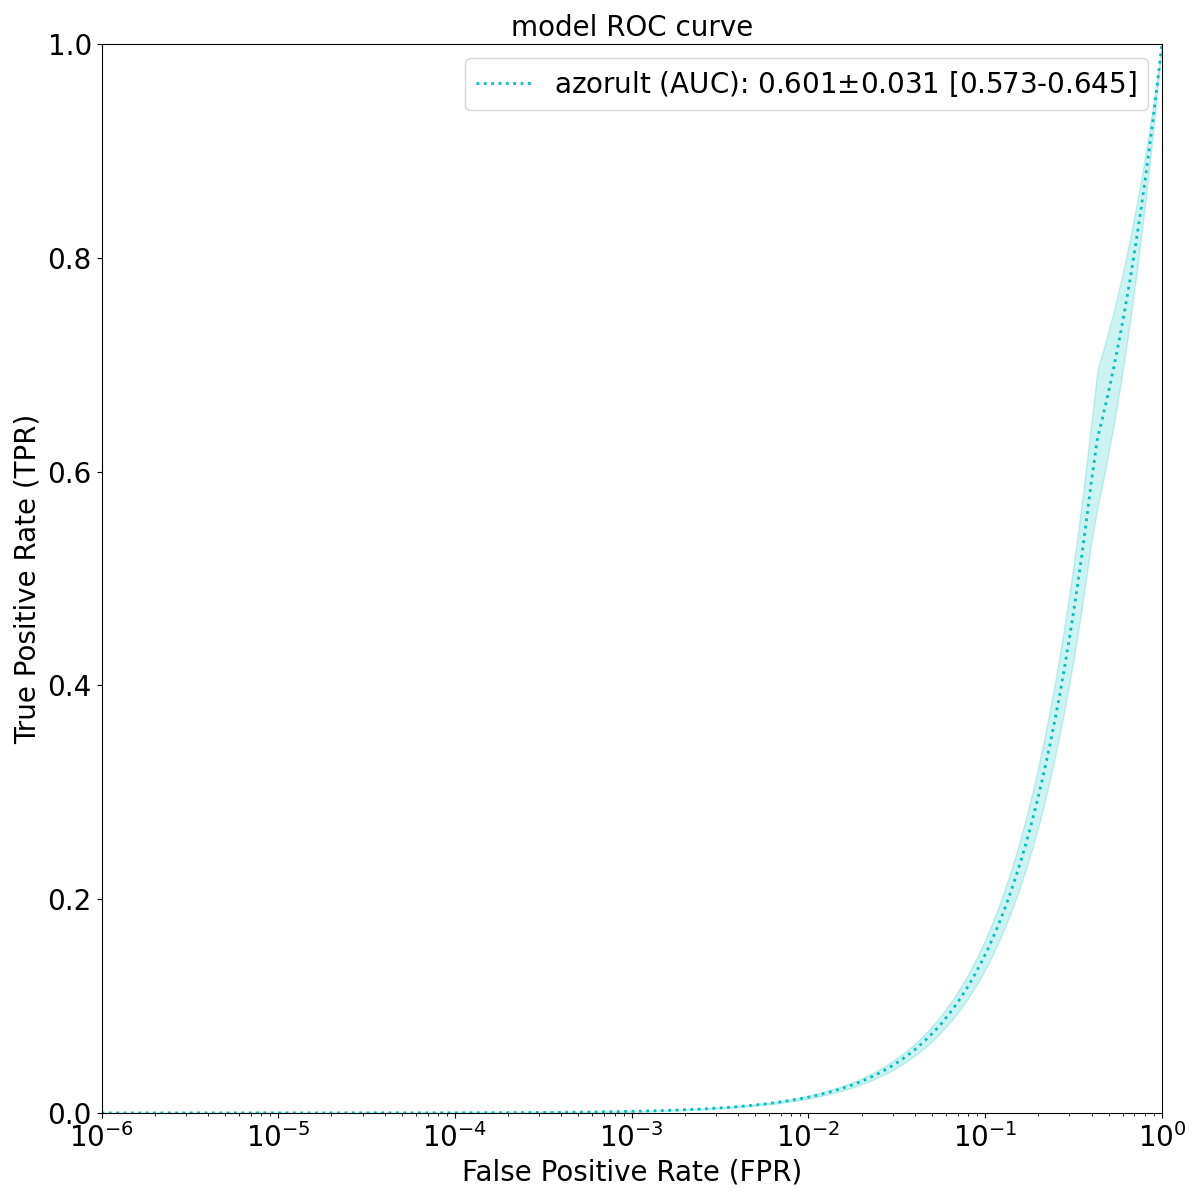 model ROC curve
azorult (AUC): 0.601±0.031 [0.573-0.645]
1.0
0.8
0.6
0.4
0.2
0.0
True Positive Rate (TPR)
10⁻⁶ 10⁻⁵ 10⁻⁴ 10⁻³ 10⁻² 10⁻¹ 10⁰
False Positive Rate (FPR)